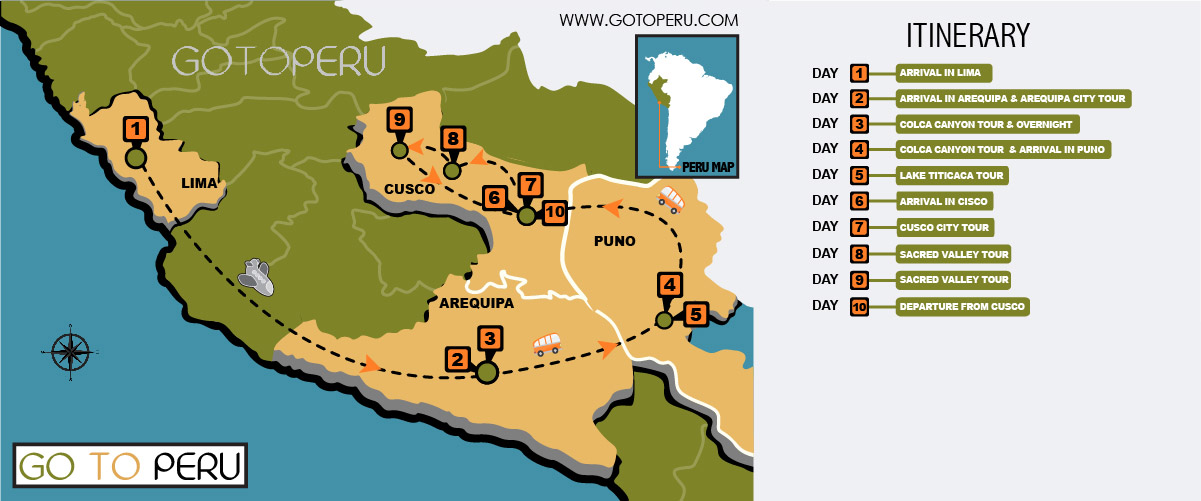 WWW.GOTOPERU.COM
GOTOPERU
PERU MAP
1
LIMA
9
8
CUSCO
7
6
10
PUNO
4
5
AREQUIPA
3
2
GO TO PERU
ITINERARY
DAY 1 ARRIVAL IN LIMA
DAY 2 ARRIVAL IN AREQUIPA & AREQUIPA CITY TOUR
DAY 3 COLCA CANYON TOUR & OVERNIGHT
DAY 4 COLCA CANYON TOUR & ARRIVAL IN PUNO
DAY 5 LAKE TITICACA TOUR
DAY 6 ARRIVAL IN CISCO
DAY 7 CUSCO CITY TOUR
DAY 8 SACRED VALLEY TOUR
DAY 9 SACRED VALLEY TOUR
DAY 10 DEPARTURE FROM CUSCO